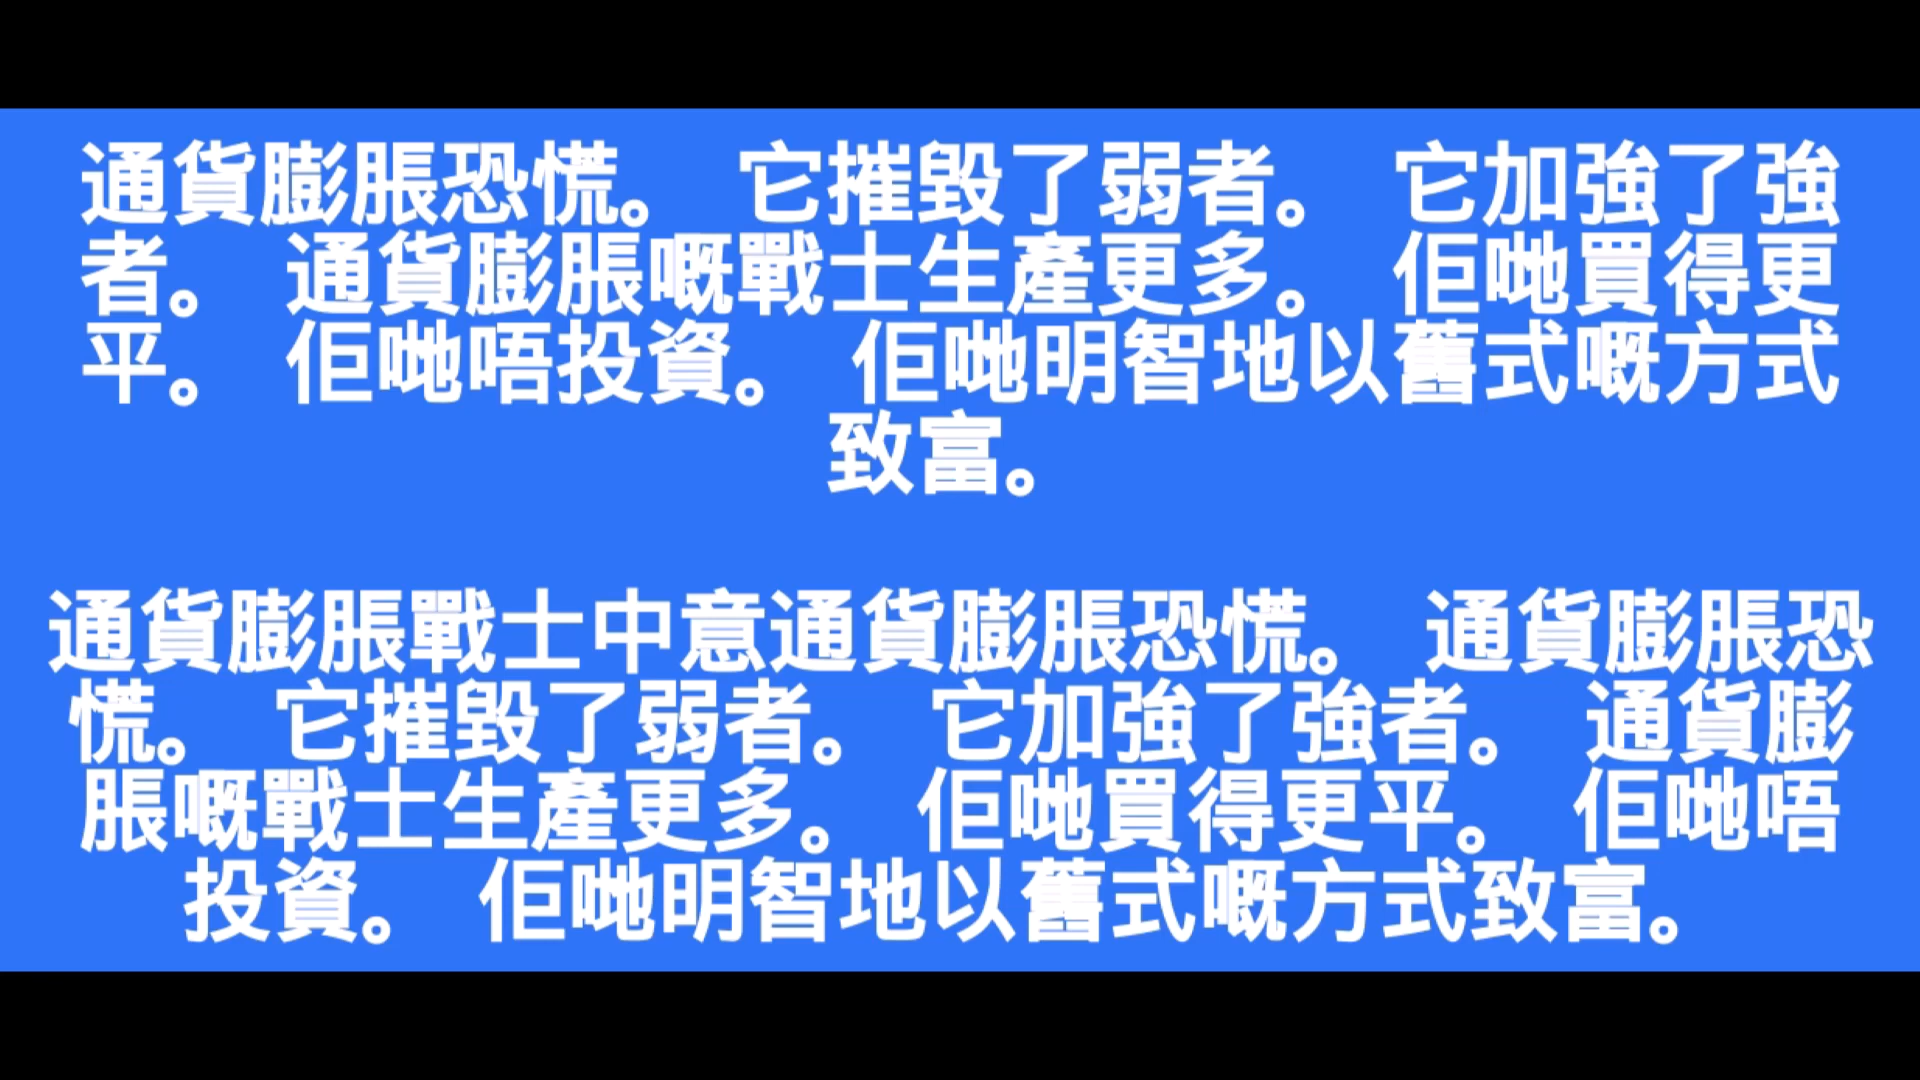 通貨膨脹恐慌。 它摧毀了弱者。 它加強了強
者。 通貨膨脹嘅戰士生產更多。 佢哋買得更
平。 佢哋唔投資。 佢哋明智地以舊式嘅方式
致富。
通貨膨脹戰士中意通貨膨脹恐慌。 通貨膨脹恐
慌。 它摧毀了弱者。 它加強了強者。 通貨膨
脹嘅戰士生產更多。 佢哋買得更平。 佢哋唔
投資。 佢哋明智地以舊式嘅方式致富。